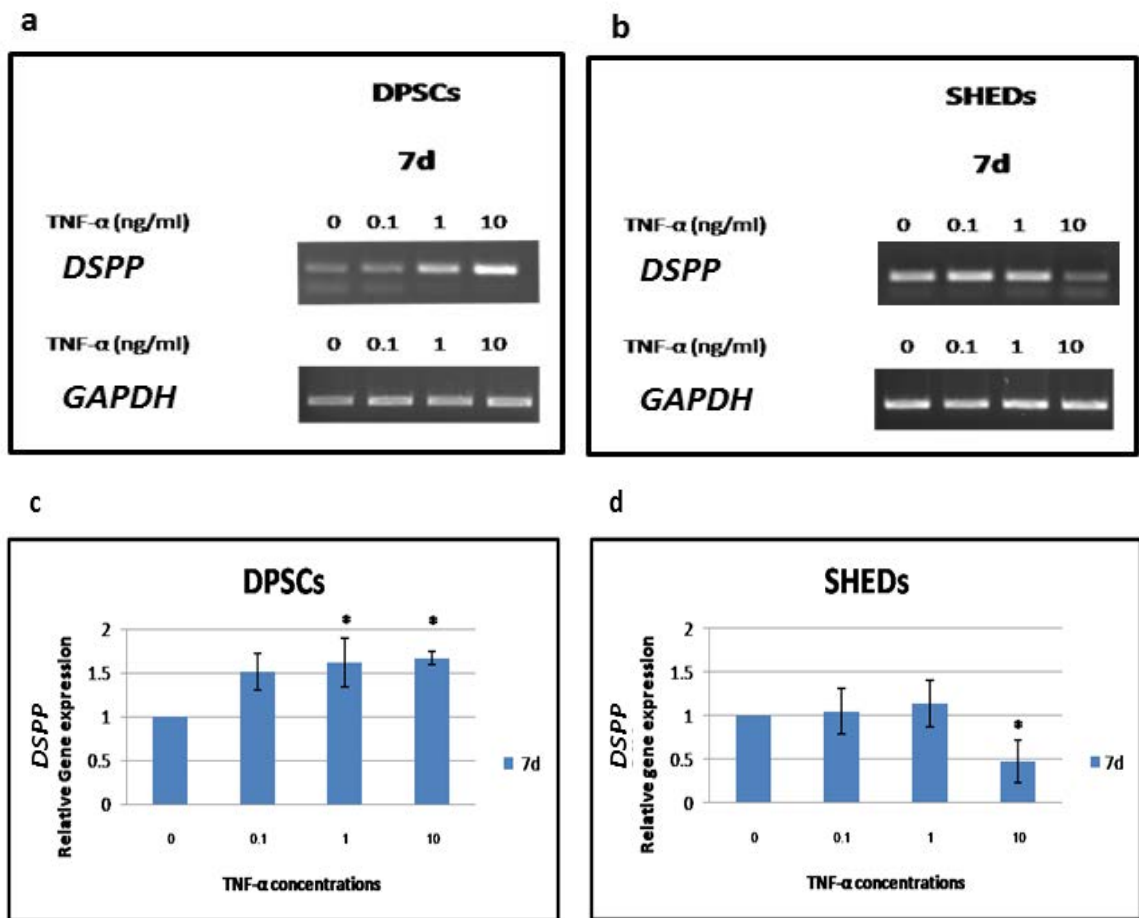 a
DPSCs
7d
TNF-α (ng/ml) 0 0.1 1 10
DSPP
TNF-α (ng/ml) 0 0.1 1 10
GAPDH
b
SHEDs
7d
TNF-α (ng/ml) 0 0.1 1 10
DSPP
TNF-α (ng/ml) 0 0.1 1 10
GAPDH
c
DPSCs
DSPP
Relative Gene expression
2
1.5
1
0.5
0
* *
0 0.1 1 10
TNF-α concentrations
7d
d
SHEDs
DSPP
Relative gene expression
2
1.5
1
0.5
0
*
0 0.1 1 10
TNF-α concentrations
7d